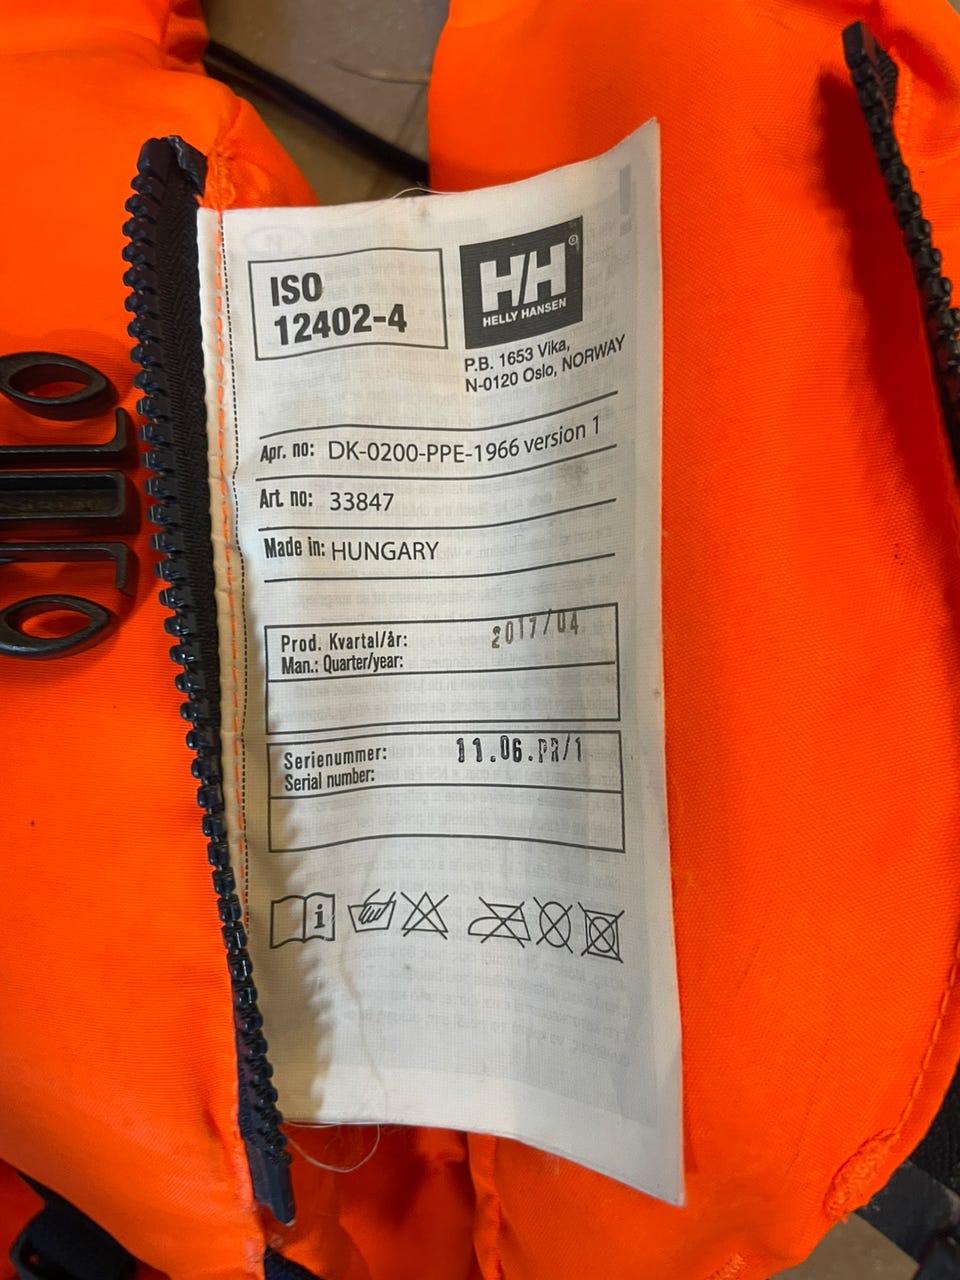 ISO
12402-4
HH®
HELLY HANSEN
P.B. 1653 Vika,
N-0120 Oslo, NORWAY
Apr. no: DK-0200-PPE-1966 version 1
Art. no: 33847
Made in: HUNGARY
Prod. Kvartal/år: 2017/04
Man.: Quarter/year:
Serienummer: 11.06.PR/1
Serial number:
i